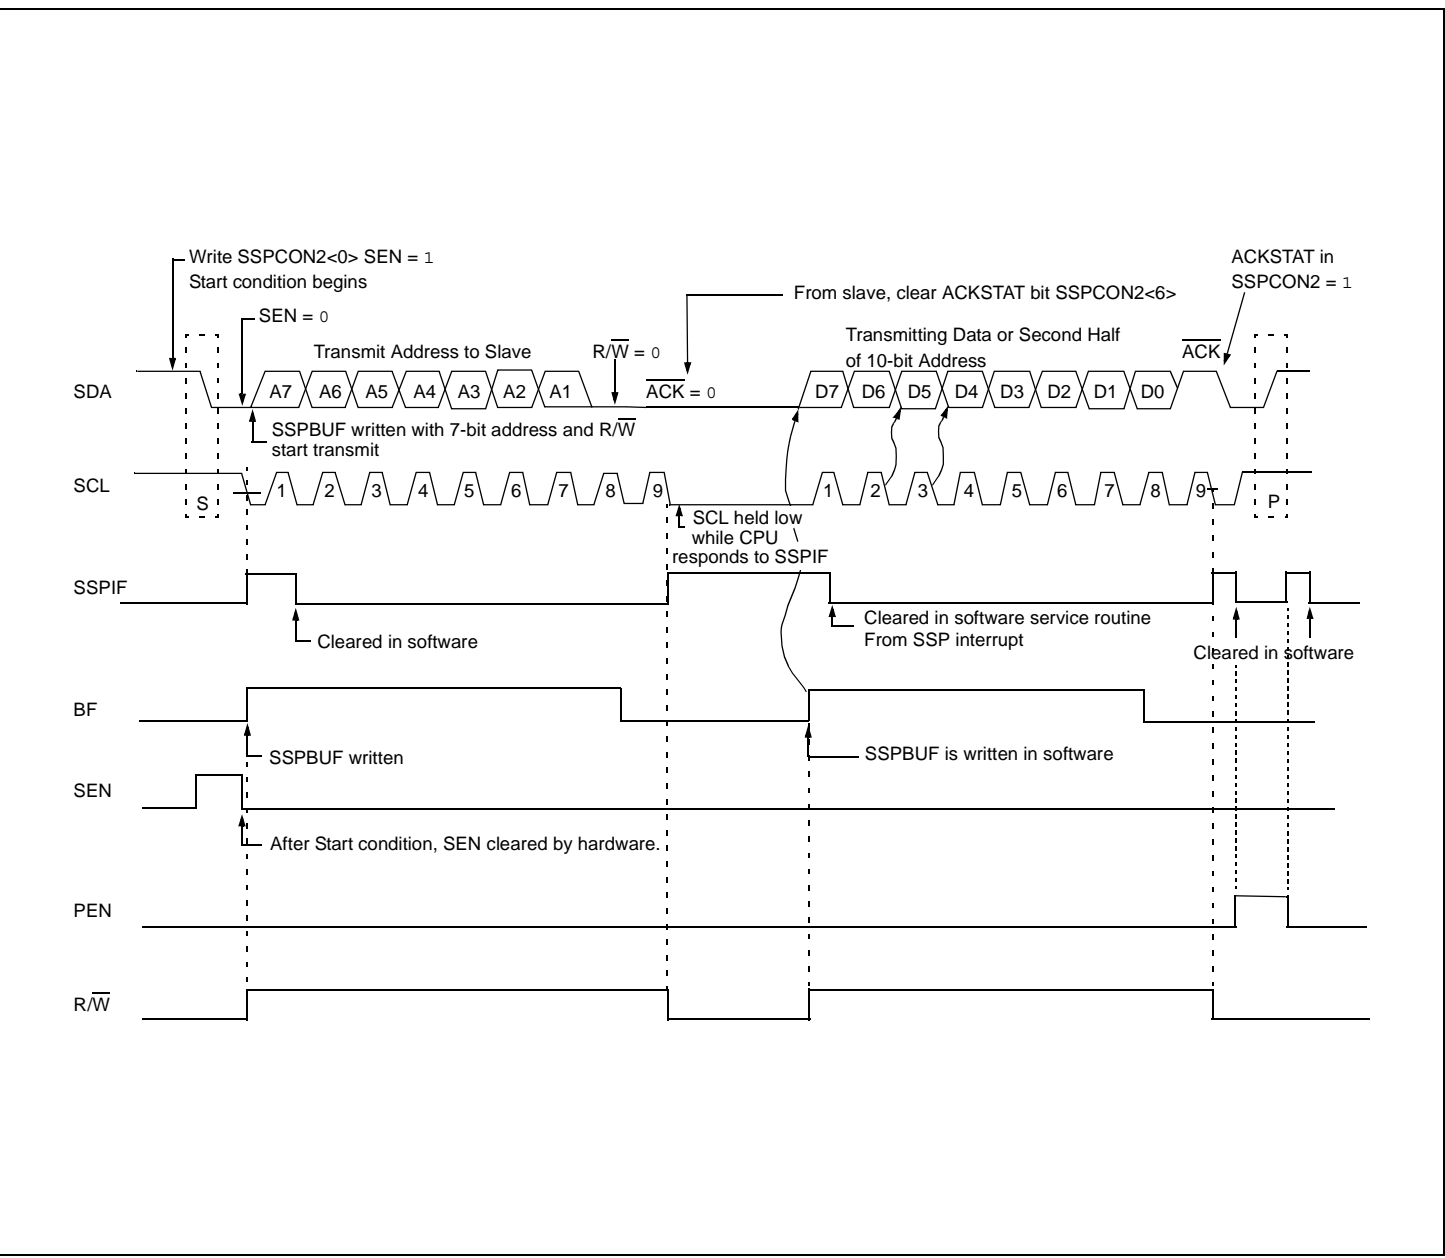 Write SSPCON2<0> SEN = 1
Start condition begins
ACKSTAT in
SSPCON2 = 1
From slave, clear ACKSTAT bit SSPCON2<6>
SEN = 0
Transmitting Data or Second Half
of 10-bit Address
Transmit Address to Slave
R/W = 0
ACK
SDA
A7 A6 A5 A4 A3 A2 A1
ACK = 0
D7 D6 D5 D4 D3 D2 D1 D0
SSPBUF written with 7-bit address and R/W
start transmit
SCL
S
1 2 3 4 5 6 7 8 9
1 2 3 4 5 6 7 8 9
P
SCL held low
while CPU
responds to SSPIF
SSPIF
Cleared in software
Cleared in software service routine
From SSP interrupt
Cleared in software
BF
SSPBUF written
SSPBUF is written in software
SEN
After Start condition, SEN cleared by hardware.
PEN
R/W